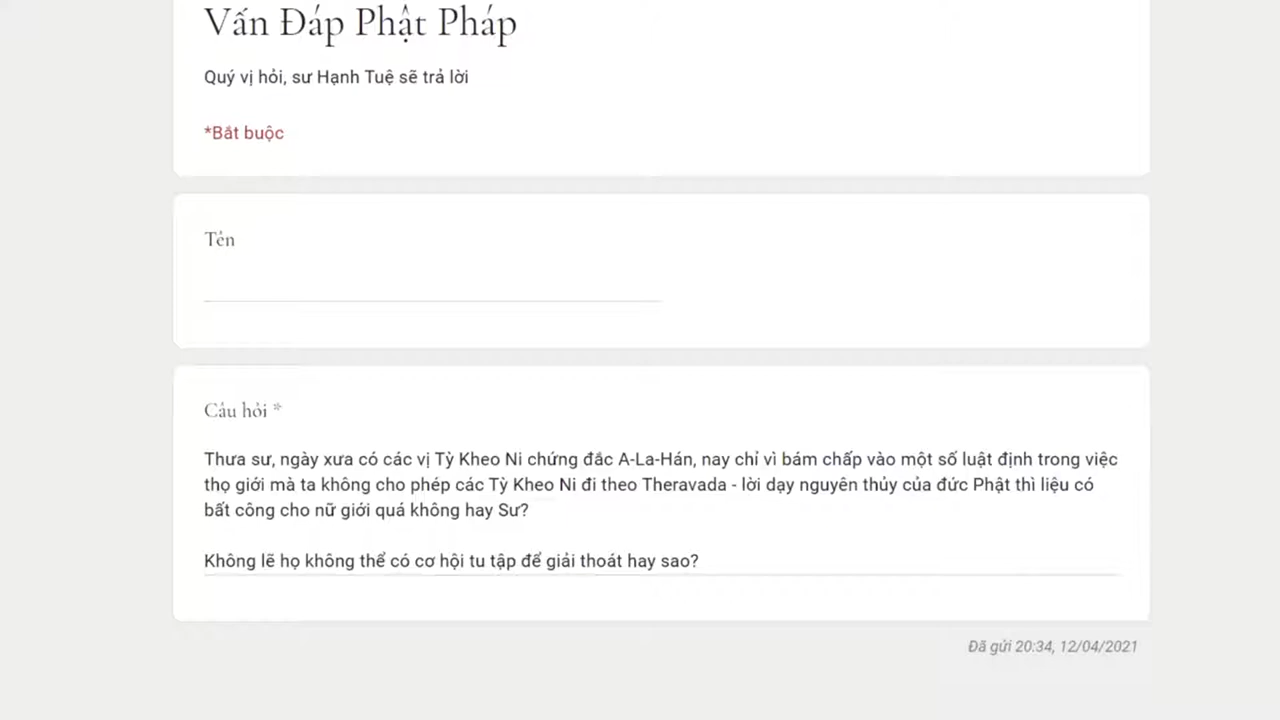 Vấn Đáp Phật Pháp
Quý vị hỏi, sư Hạnh Tuệ sẽ trả lời
*Bắt buộc
Tên
Câu hỏi *
Thưa sư, ngày xưa có các vị Tỳ Kheo Ni chứng đắc A-La-Hán, nay chỉ vì bám chấp vào một số luật định trong việc
thọ giới mà ta không cho phép các Tỳ Kheo Ni đi theo Theravada - lời dạy nguyên thủy của đức Phật thì liệu có
bất công cho nữ giới quá không hay Sư?
Không lẽ họ không thể có cơ hội tu tập để giải thoát hay sao?
Đã gửi 20:34, 12/04/2021